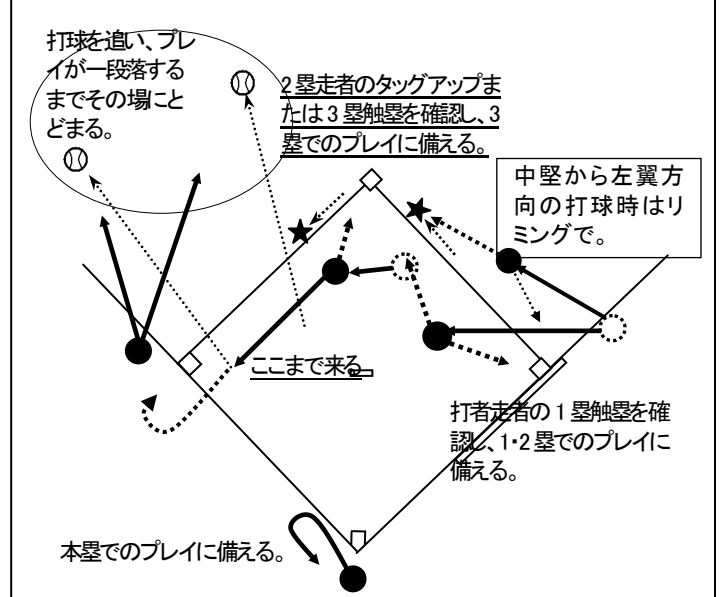 打球を追い、プレ
イが一段落する
までその場にと
どまる。
2塁走者のタッグアップま
たは3塁触塁を確認し、3
塁でのプレイに備える。
中堅から左翼方
向の打球時はリ
ミングで。
ここまで来る
打者走者の1塁触塁を確
認し、1・2塁でのプレイに
備える。
本塁でのプレイに備える。